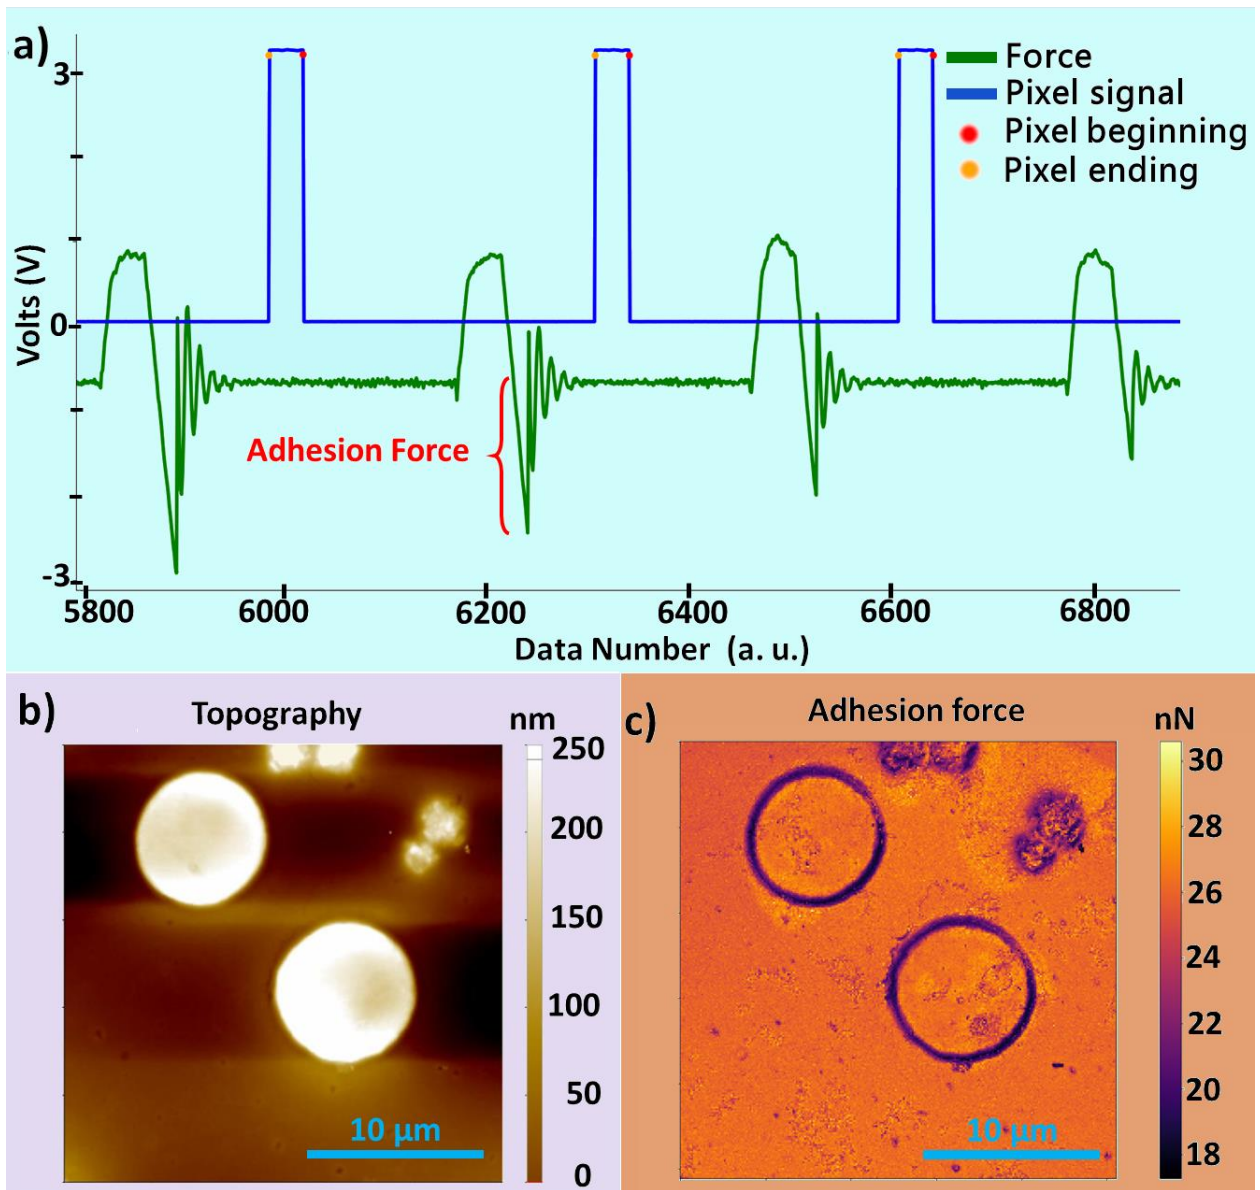 a)
Force
Pixel signal
Pixel beginning
Pixel ending
3
0
-3
Volts (V)
Adhesion Force
5800 6000 6200 6400 6600 6800
Data Number (a. u.)
b) Topography nm
250
200
150
100
50
0
10 μm
c) Adhesion force nN
30
28
26
24
22
20
18
10 μm